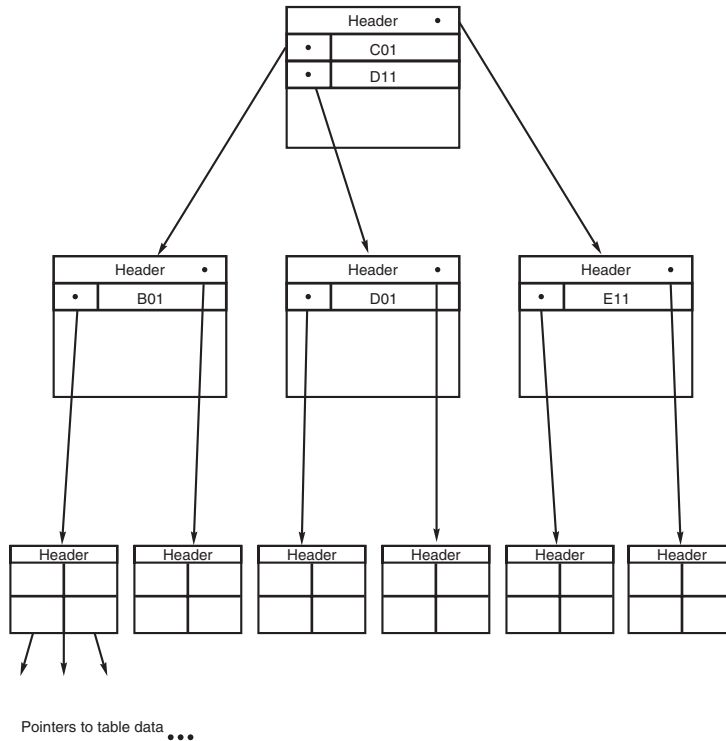 Header
C01
D11
Header
Header
Header
B01
D01
E11
Header
Header
Header
Header
Header
Header
Pointers to table data •••